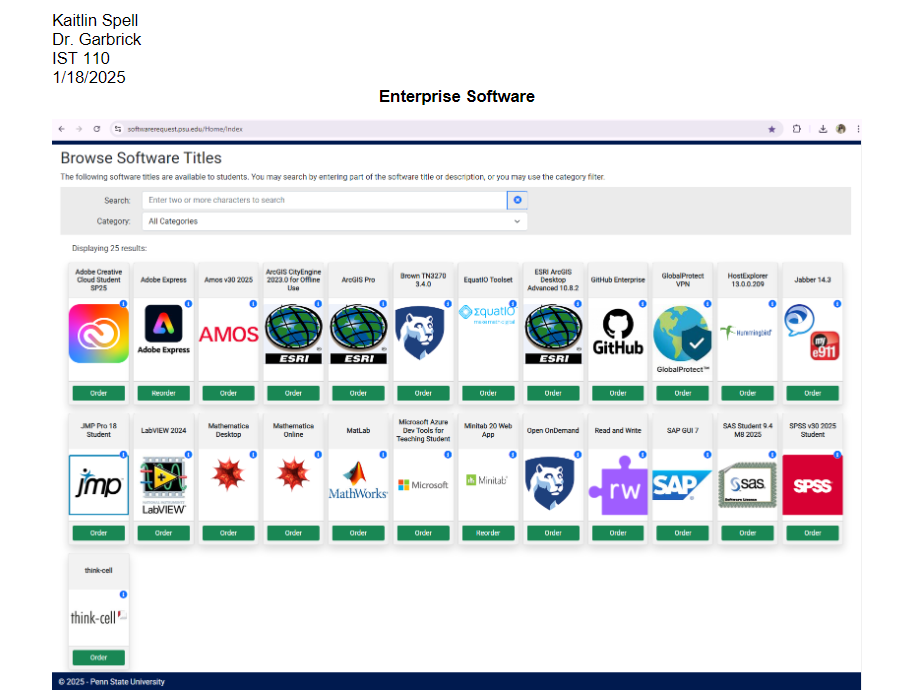 Kaitlin Spell
Dr. Garbrick
IST 110
1/18/2025
Enterprise Software
softwarerequest.psu.edu/Home/Index
Browse Software Titles
The following software titles are available to students. You may search by entering part of the software title or description, or you may use the category filter.
Search: Enter two or more characters to search
Category: All Categories
Displaying 25 results:
Adobe Creative Cloud Student SP25
Adobe Express
Amos v30 2025
ArcGIS CityEngine 2023.0 for Offline Use
ArcGIS Pro
Brown TN3270 3.4.0
EquatIO Toolset
ESRI ArcGIS Desktop Advanced 10.8.2
GitHub Enterprise
GlobalProtect VPN
HostExplorer 13.0.0.209
Jabber 14.3
Adobe Express
AMOS
ESRI
ESRI
ΣquatIO
ESRI
GitHub
GlobalProtect™
Hummingbird
my e911
Order
Reorder
Order
Order
Order
Order
Order
Order
Order
Order
Order
Order
JMP Pro 18 Student
LabVIEW 2024
Mathematica Desktop
Mathematica Online
MatLab
Microsoft Azure Dev Tools for Teaching Student
Minitab 20 Web App
Open OnDemand
Read and Write
SAP GUI 7
SAS Student 9.4 M8 2025
SPSS v30 2025 Student
jmp
LabVIEW
MathWorks
Microsoft
Minitab
rw
SAP
sas
Software License
SPSS
Order
Order
Order
Order
Order
Order
Reorder
Order
Order
Order
Order
Order
think-cell
think-cell
Order
© 2025 - Penn State University